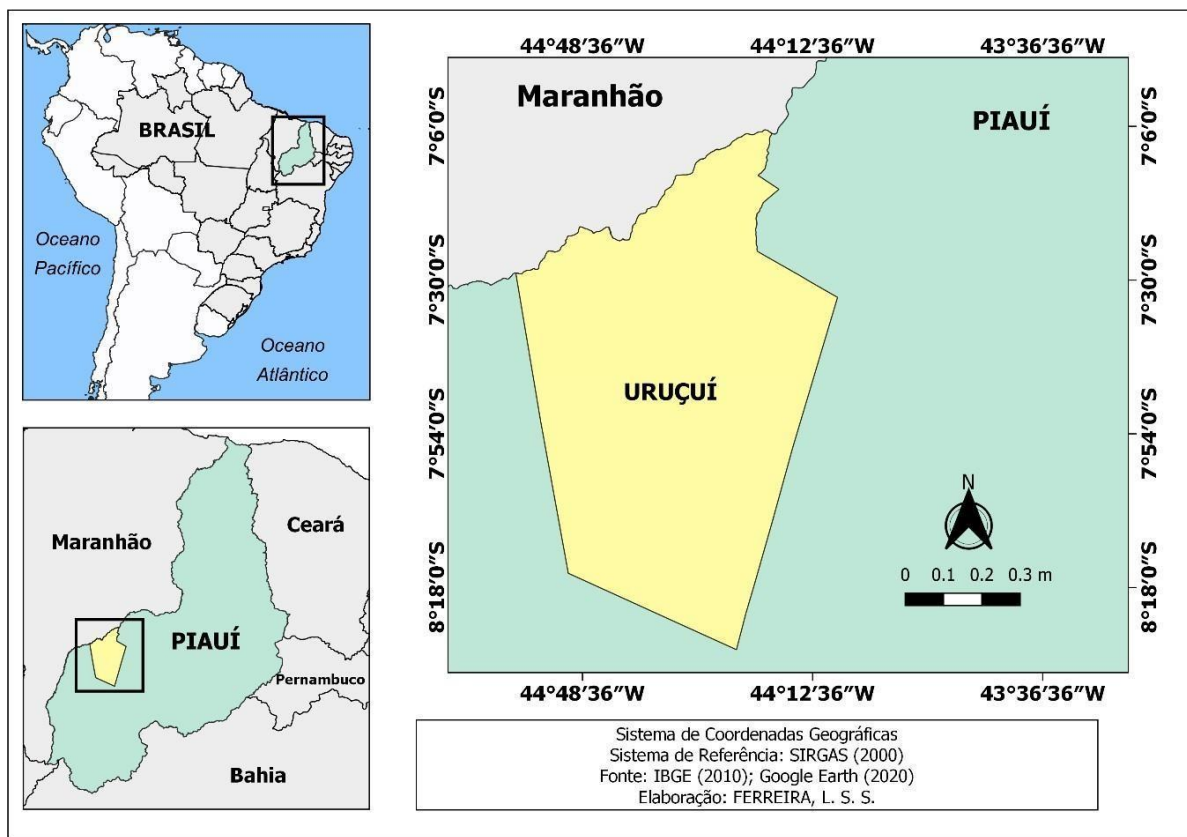 BRASIL
Oceano
Pacífico
Oceano
Atlântico
Maranhão
Ceará
PIAUÍ
Pernambuco
Bahia
44°48′36″W 44°12′36″W 43°36′36″W
Maranhão
PIAUÍ
7°6′0″S 7°6′0″S
7°30′0″S 7°30′0″S
URUÇUÍ
7°54′0″S 7°54′0″S
N
0 0.1 0.2 0.3 m
8°18′0″S 8°18′0″S
44°48′36″W 44°12′36″W 43°36′36″W
Sistema de Coordenadas Geográficas
Sistema de Referência: SIRGAS (2000)
Fonte: IBGE (2010); Google Earth (2020)
Elaboração: FERREIRA, L. S. S.